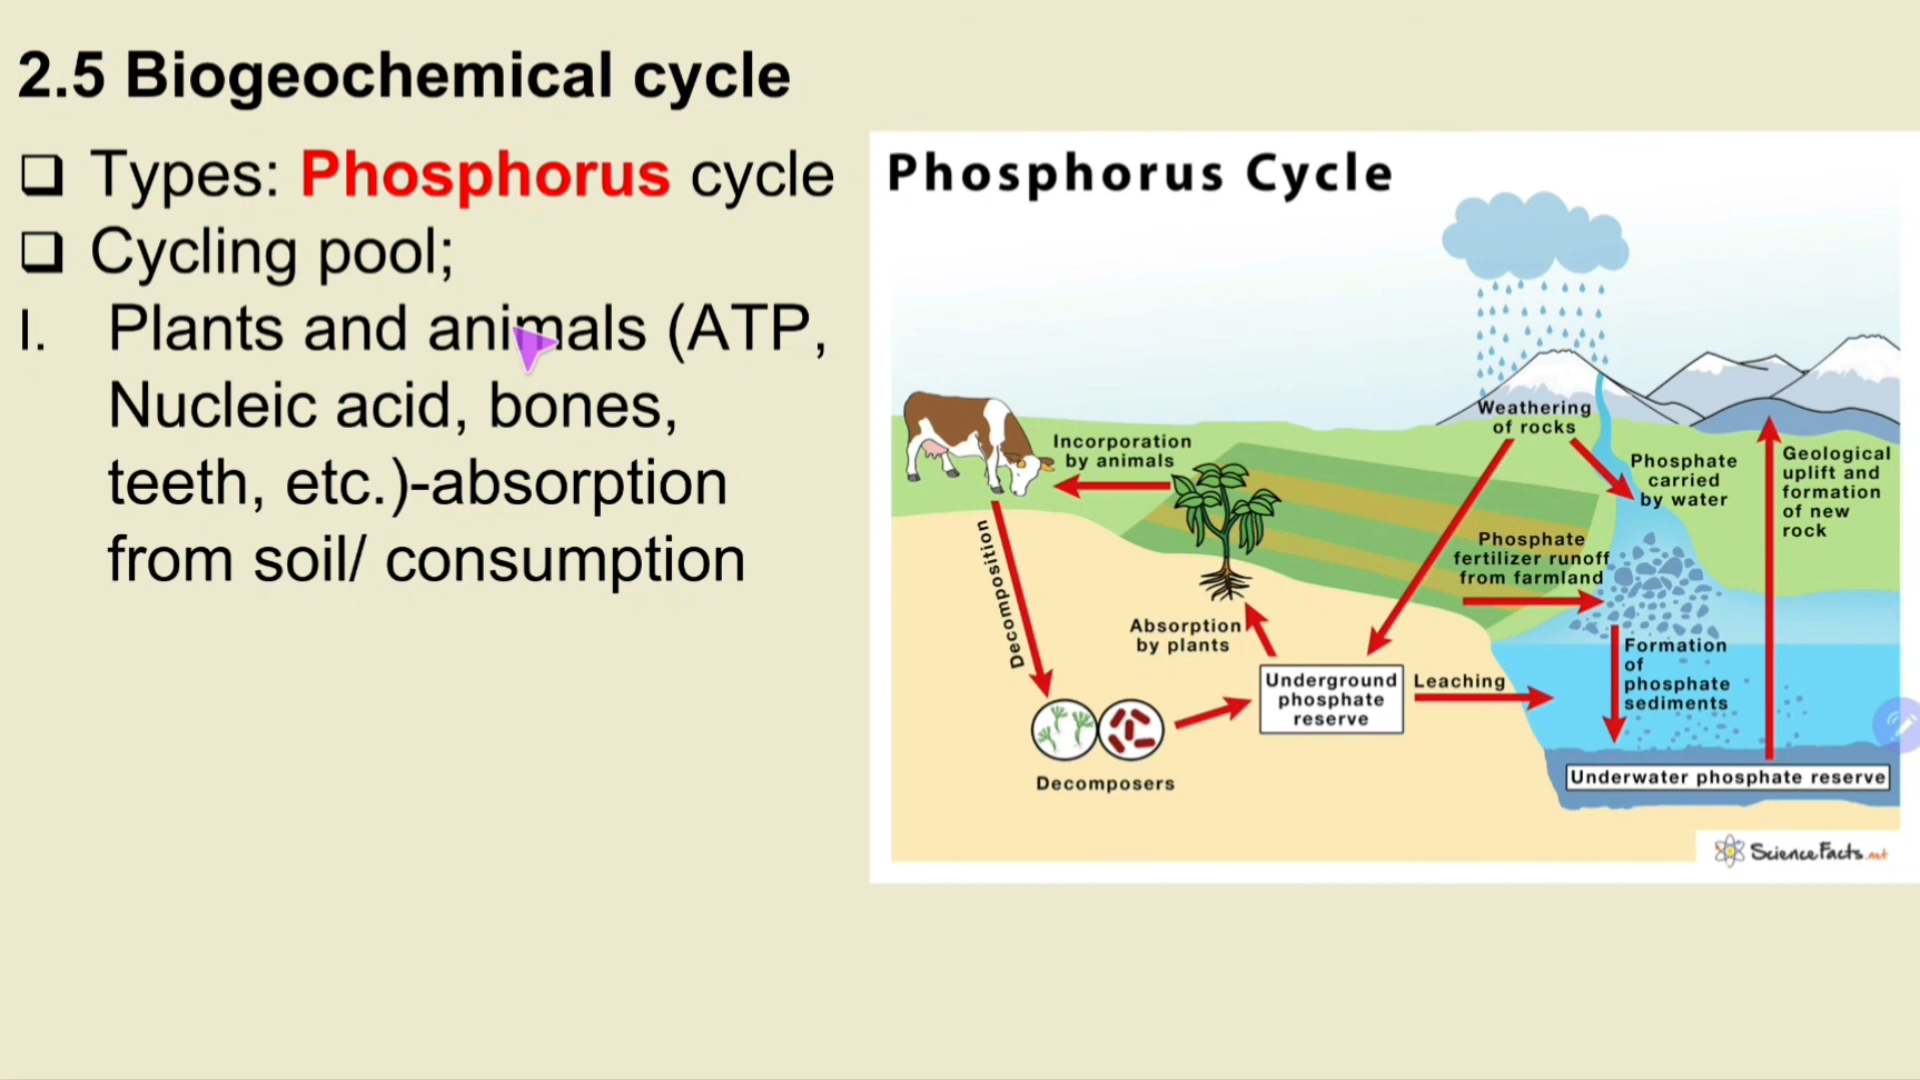 2.5 Biogeochemical cycle
❑ Types: Phosphorus cycle
❑ Cycling pool;
I. Plants and animals (ATP,
Nucleic acid, bones,
teeth, etc.)-absorption
from soil/ consumption
Phosphorus Cycle
Weathering
of rocks
Incorporation
by animals
Phosphate
carried
by water
Geological
uplift and
formation
of new
rock
Decomposition
Phosphate
fertilizer runoff
from farmland
Absorption
by plants
Formation
of
phosphate
sediments
Underground
phosphate
reserve
Leaching
Decomposers
Underwater phosphate reserve
ScienceFacts.net